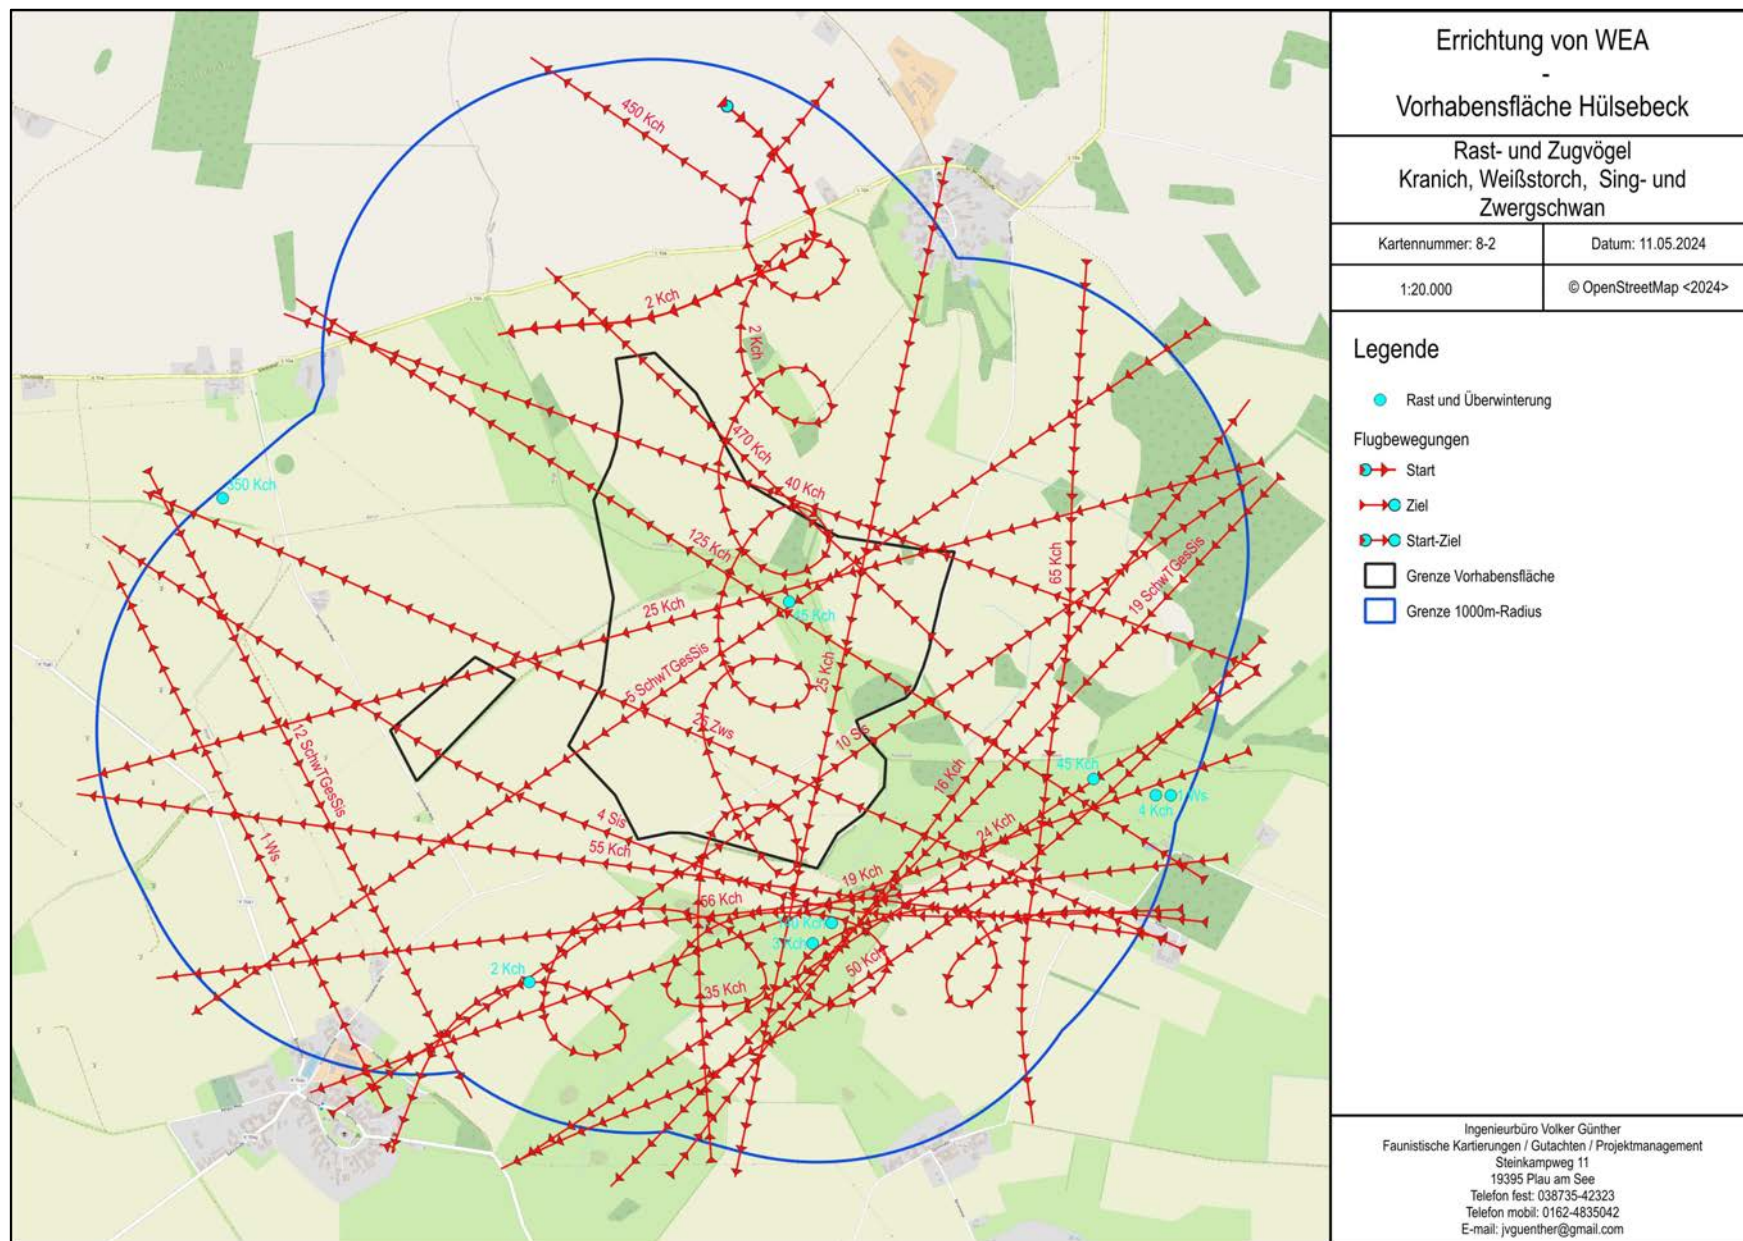 Errichtung von WEA
-
Vorhabensfläche Hülsebeck
Rast- und Zugvögel
Kranich, Weißstorch, Sing- und
Zwergschwan
Kartennummer: 8-2
Datum: 11.05.2024
1:20.000
© OpenStreetMap <2024>
Legende
Rast und Überwinterung
Flugbewegungen
Start
Ziel
Start-Ziel
Grenze Vorhabensfläche
Grenze 1000m-Radius
Ingenieurbüro Volker Günther
Faunistische Kartierungen / Gutachten / Projektmanagement
Steinkampweg 11
19395 Plau am See
Telefon fest: 038735-42323
Telefon mobil: 0162-4835042
E-mail: jvguenther@gmail.com
450 Kch
2 Kch
2 Kch
470 Kch
40 Kch
350 Kch
125 Kch
65 Kch
19 SchwTGesSis
25 Kch
45 Kch
5 SchwTGesSis
25 Kch
25 Zws
10 Sis
12 SchwTGesSis
16 Kch
45 Kch
4 Kch
1 Ws
4 Sis
24 Kch
1 Ws
55 Kch
19 Kch
56 Kch
Kch
3 Kch
50 Kch
2 Kch
35 Kch